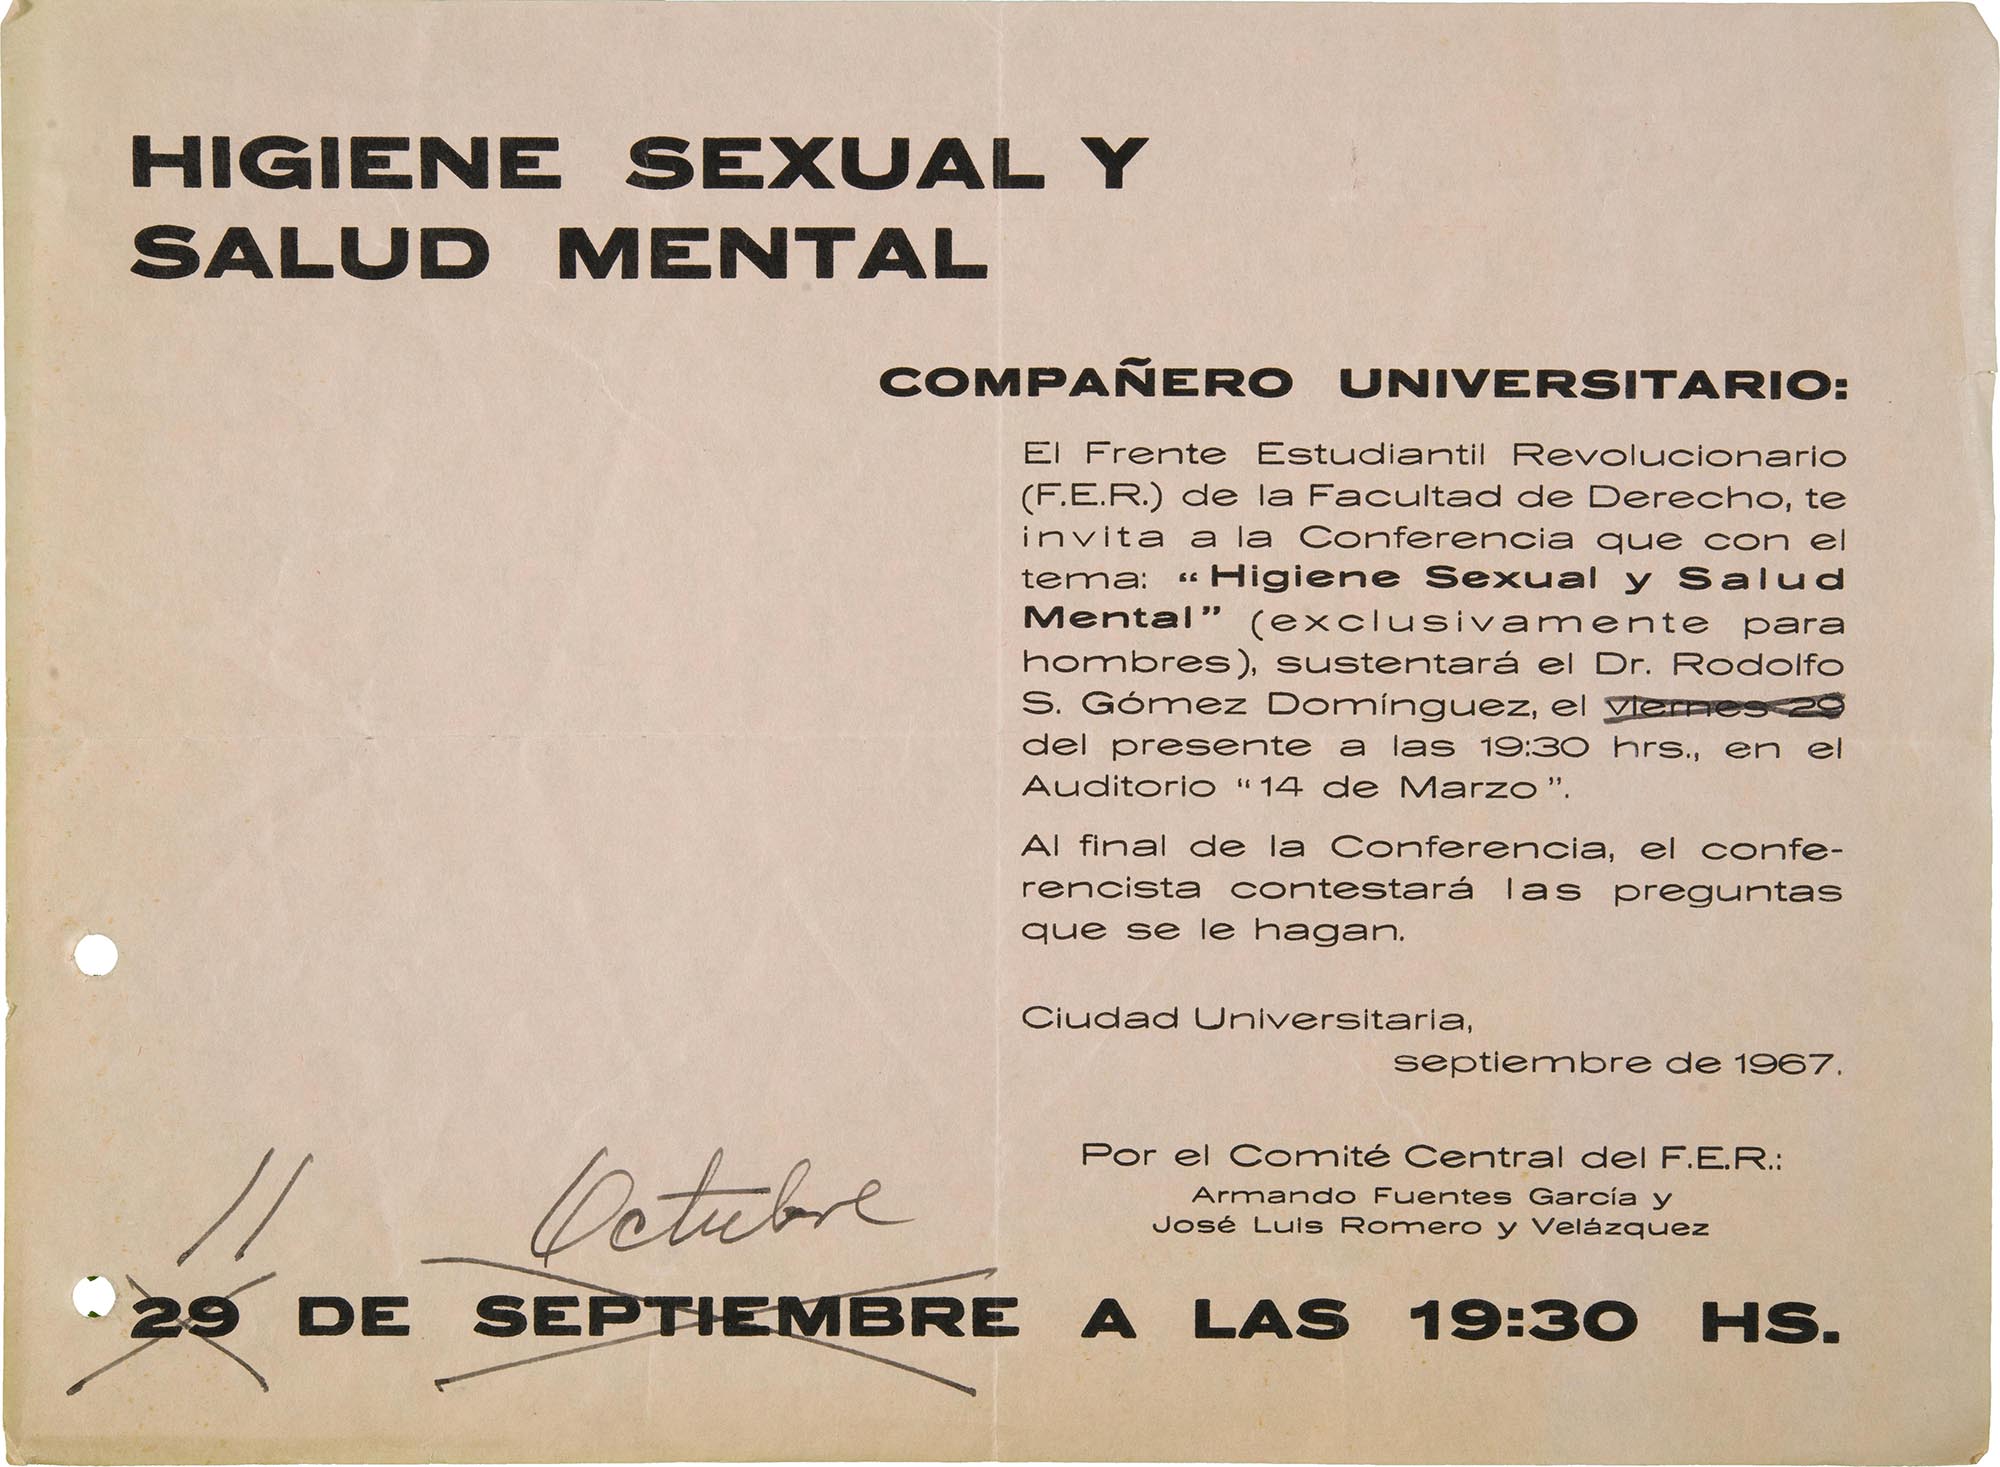 HIGIENE SEXUAL Y
SALUD MENTAL
COMPAÑERO UNIVERSITARIO:
El Frente Estudiantil Revolucionario
(F.E.R.) de la Facultad de Derecho, te
invita a la Conferencia que con el
tema: “Higiene Sexual y Salud
Mental” (exclusivamente para
hombres), sustentará el Dr. Rodolfo
S. Gómez Domínguez, el viernes 29
del presente a las 19:30 hrs., en el
Auditorio “14 de Marzo”.
Al final de la Conferencia, el confe-
rencista contestará las preguntas
que se le hagan.
Ciudad Universitaria,
septiembre de 1967.
Por el Comité Central del F.E.R.:
Armando Fuentes García y
José Luis Romero y Velázquez
11 Octubre
29 DE SEPTIEMBRE A LAS 19:30 HS.